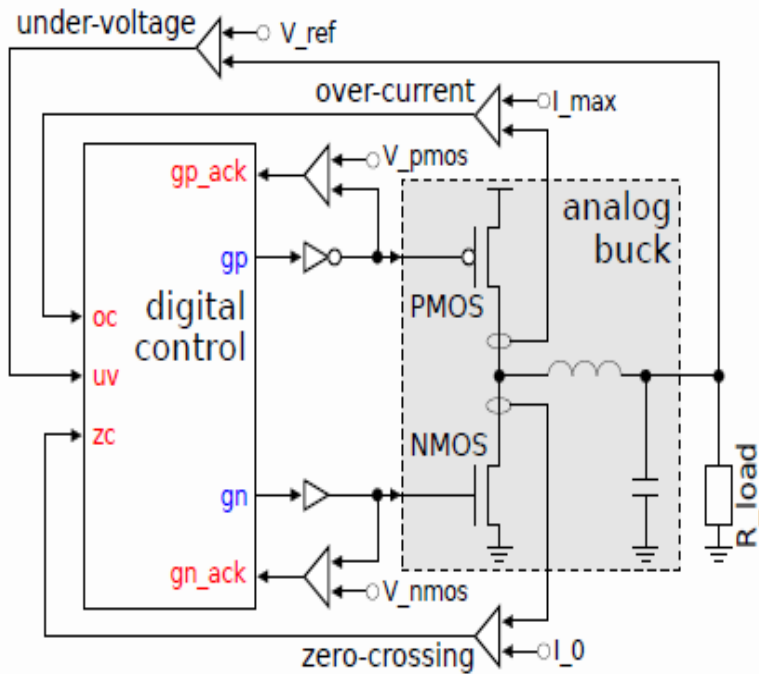 under-voltage
V_ref
over-current
I_max
gp_ack
V_pmos
analog
buck
gp
PMOS
digital
control
oc
uv
zc
NMOS
gn
R_load
gn_ack
V_nmos
zero-crossing
I_0